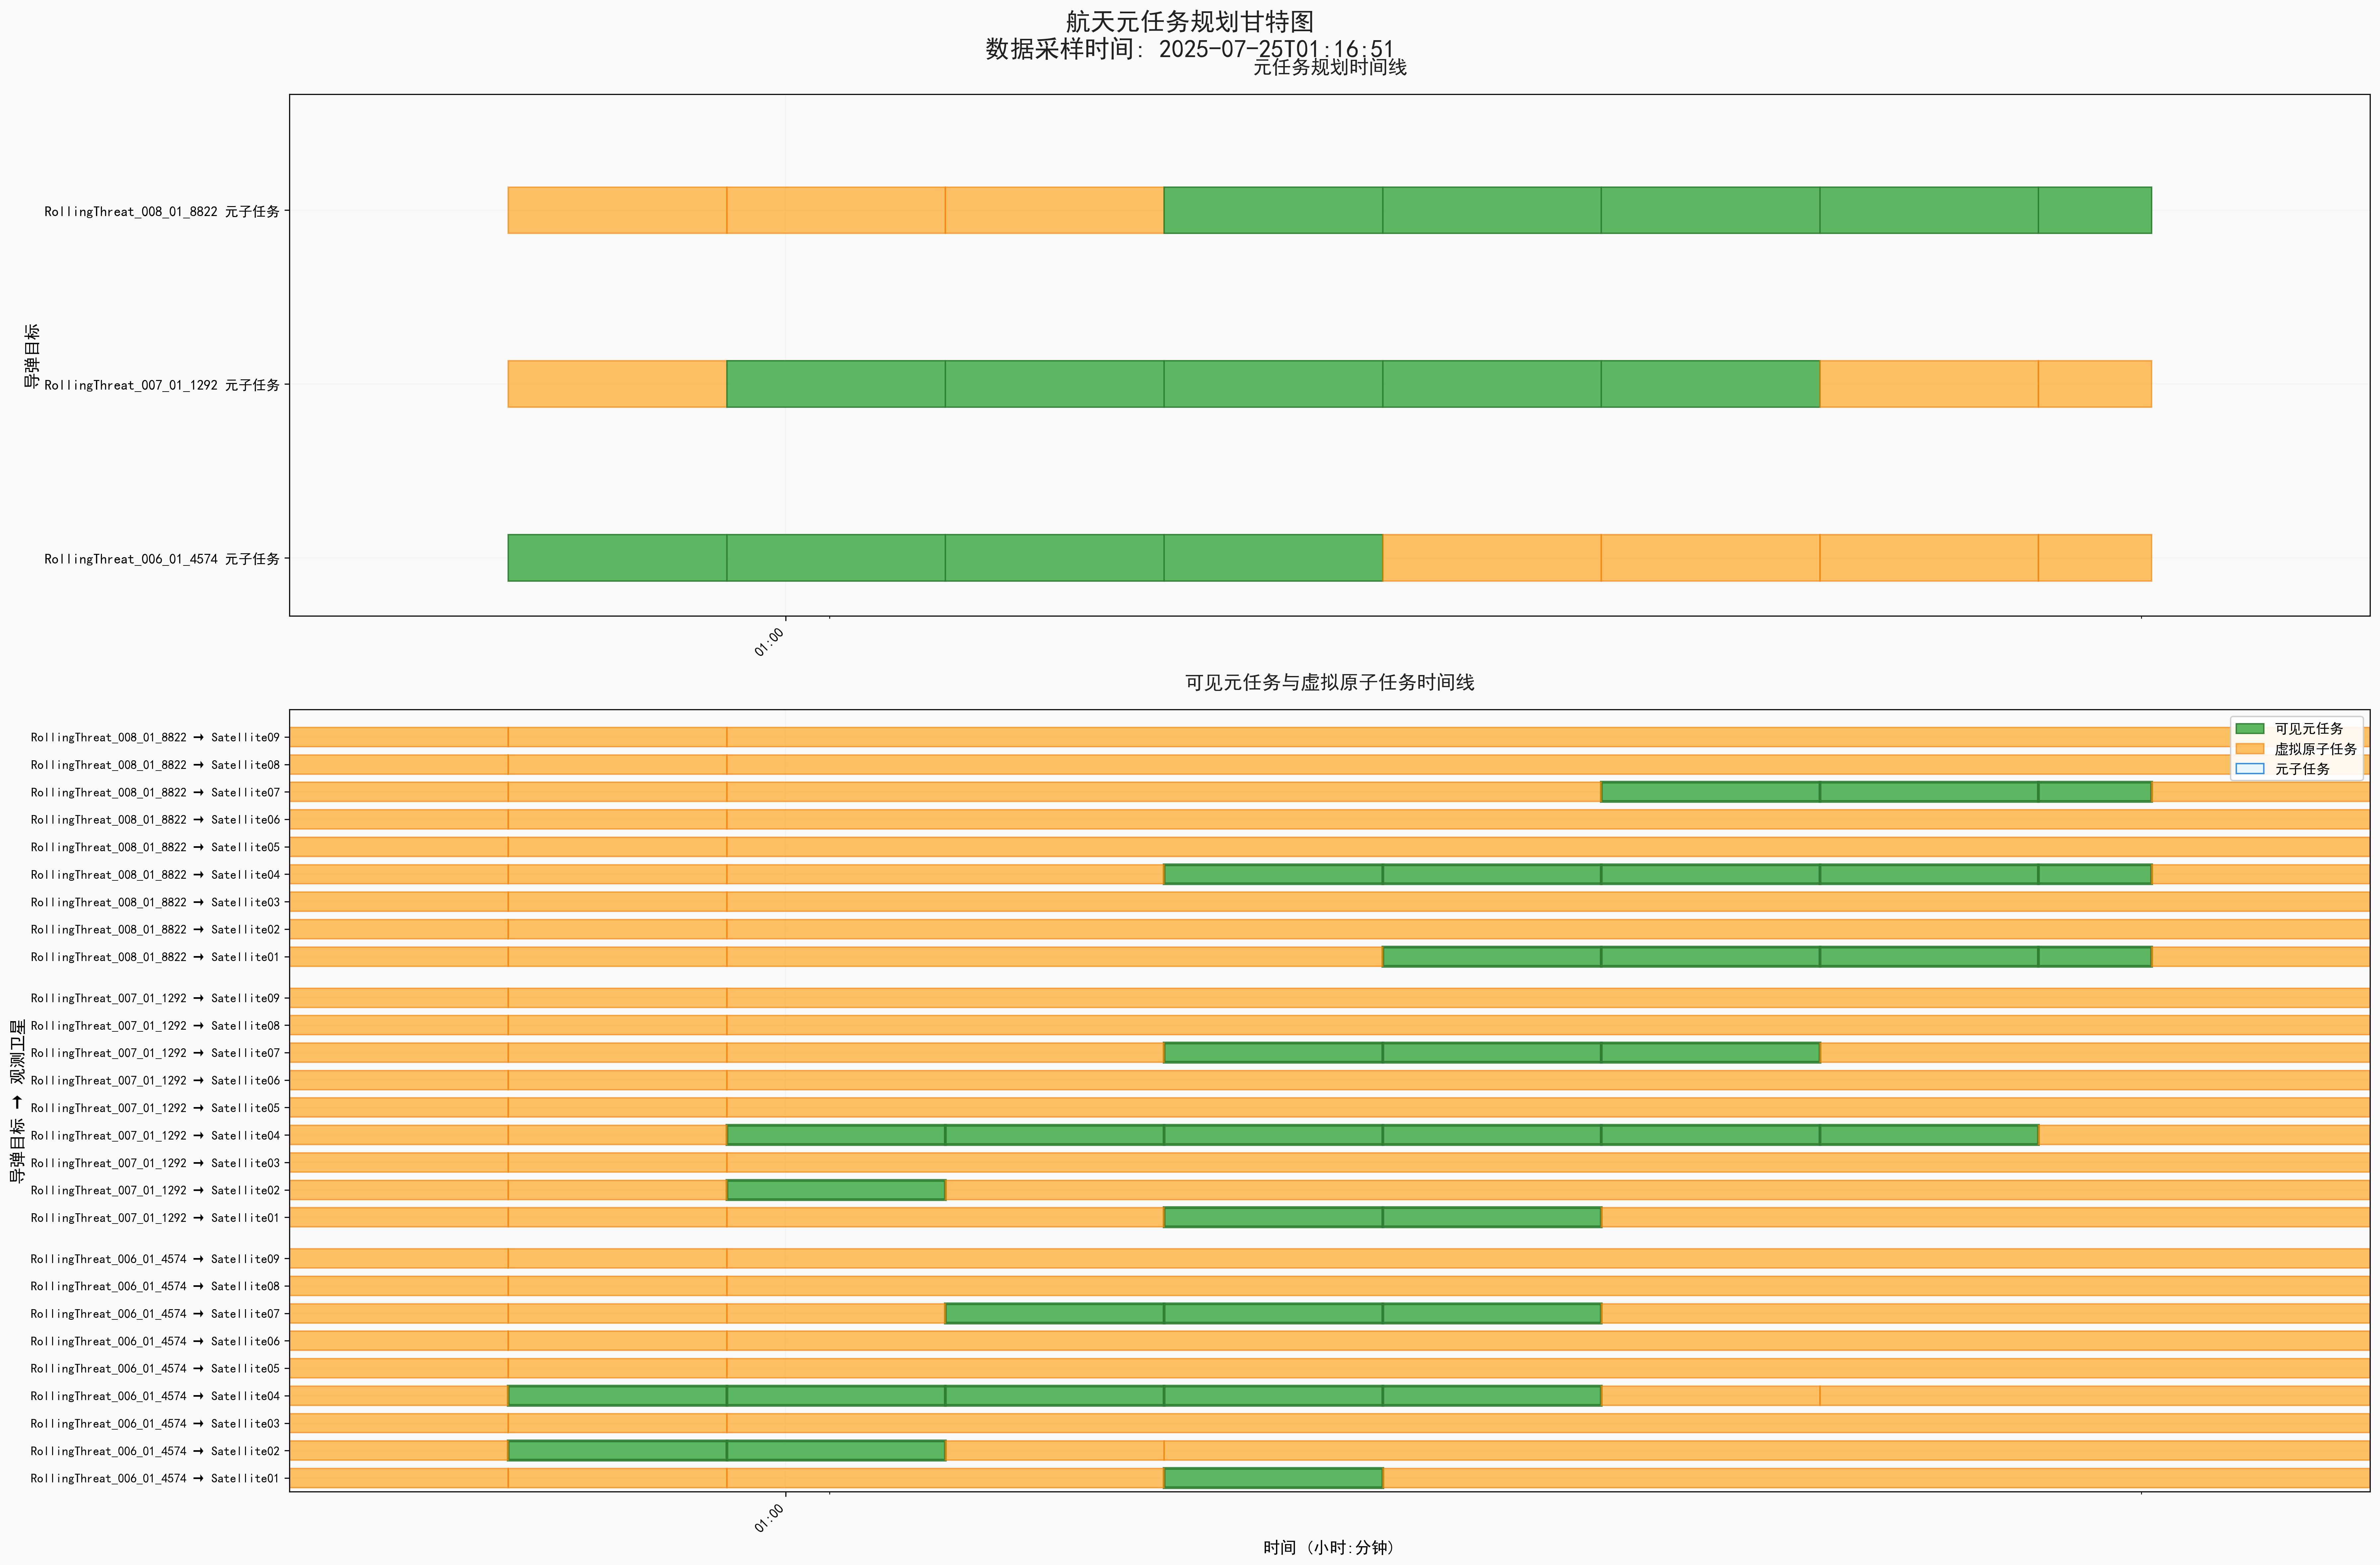 航天元任务规划甘特图
数据采样时间: 2025-07-25T01:16:51
元任务规划时间线
导弹目标
RollingThreat_008_01_8822 元子任务
RollingThreat_007_01_1292 元子任务
RollingThreat_006_01_4574 元子任务
01:00
可见元任务与虚拟原子任务时间线
导弹目标 → 观测卫星
RollingThreat_008_01_8822 → Satellite09
RollingThreat_008_01_8822 → Satellite08
RollingThreat_008_01_8822 → Satellite07
RollingThreat_008_01_8822 → Satellite06
RollingThreat_008_01_8822 → Satellite05
RollingThreat_008_01_8822 → Satellite04
RollingThreat_008_01_8822 → Satellite03
RollingThreat_008_01_8822 → Satellite02
RollingThreat_008_01_8822 → Satellite01
RollingThreat_007_01_1292 → Satellite09
RollingThreat_007_01_1292 → Satellite08
RollingThreat_007_01_1292 → Satellite07
RollingThreat_007_01_1292 → Satellite06
RollingThreat_007_01_1292 → Satellite05
RollingThreat_007_01_1292 → Satellite04
RollingThreat_007_01_1292 → Satellite03
RollingThreat_007_01_1292 → Satellite02
RollingThreat_007_01_1292 → Satellite01
RollingThreat_006_01_4574 → Satellite09
RollingThreat_006_01_4574 → Satellite08
RollingThreat_006_01_4574 → Satellite07
RollingThreat_006_01_4574 → Satellite06
RollingThreat_006_01_4574 → Satellite05
RollingThreat_006_01_4574 → Satellite04
RollingThreat_006_01_4574 → Satellite03
RollingThreat_006_01_4574 → Satellite02
RollingThreat_006_01_4574 → Satellite01
可见元任务
虚拟原子任务
元子任务
01:00
时间 (小时:分钟)